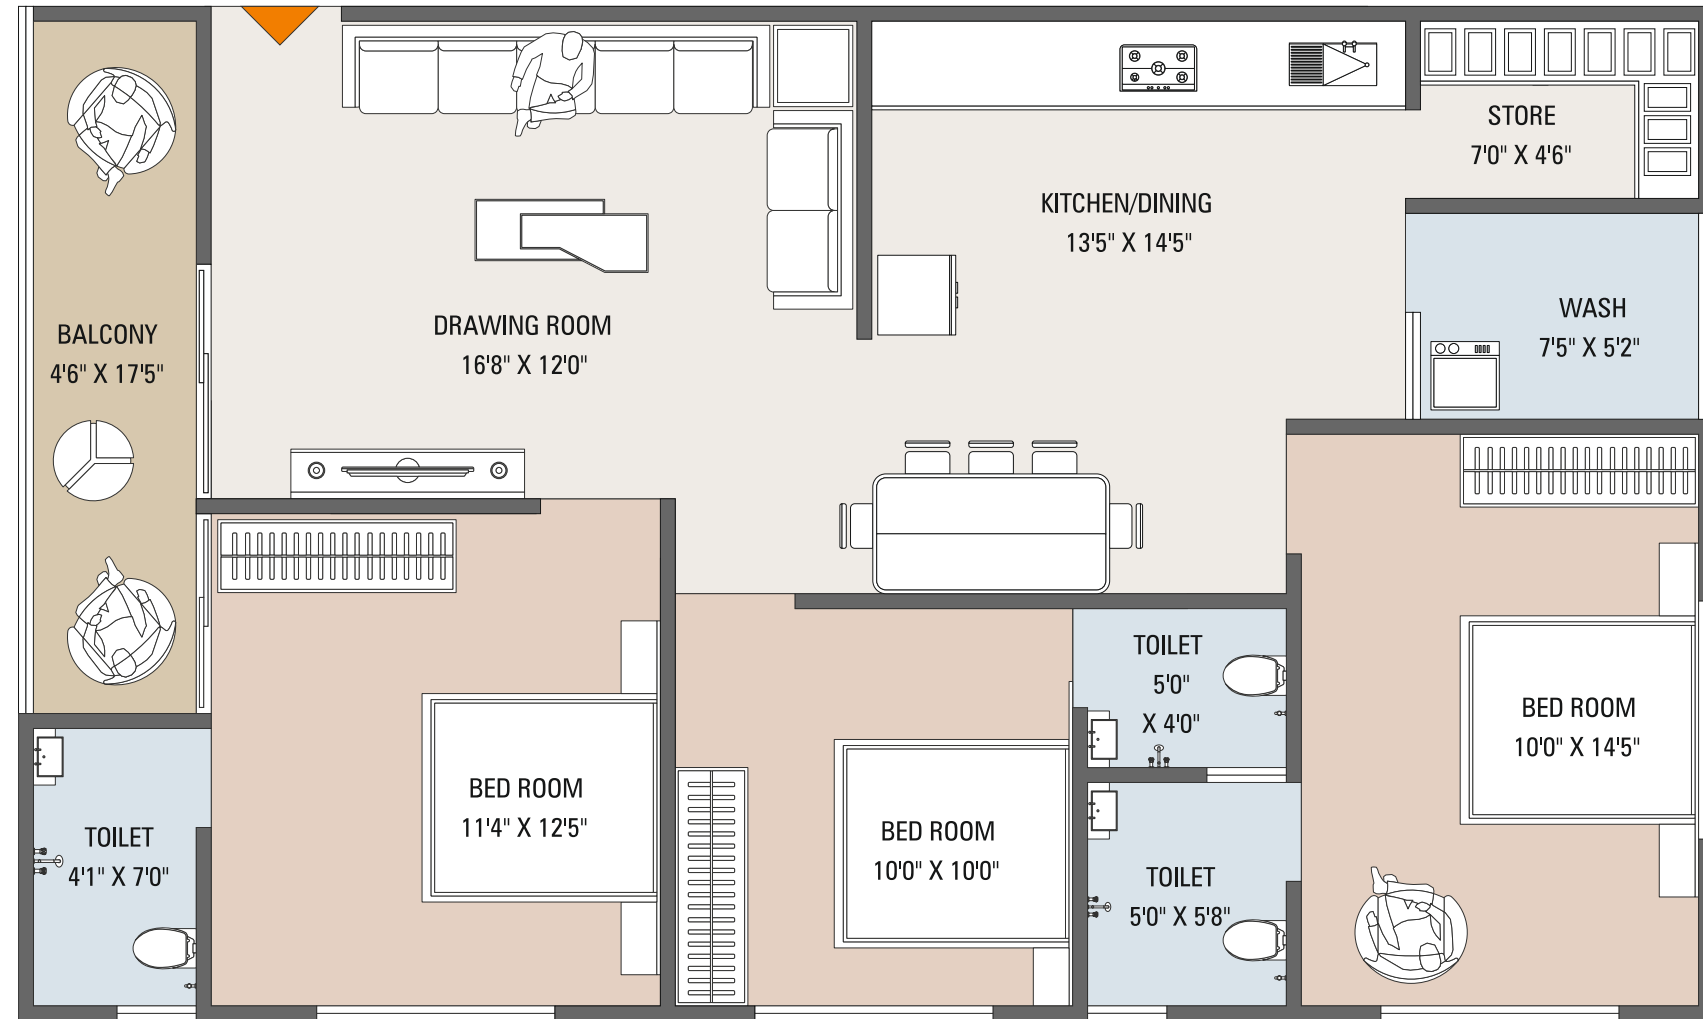 STORE
7'0" X 4'6"
KITCHEN/DINING
13'5" X 14'5"
WASH
7'5" X 5'2"
DRAWING ROOM
16'8" X 12'0"
BALCONY
4'6" X 17'5"
TOILET
5'0"
X 4'0"
BED ROOM
10'0" X 14'5"
BED ROOM
11'4" X 12'5"
BED ROOM
10'0" X 10'0"
TOILET
4'1" X 7'0"
TOILET
5'0" X 5'8"